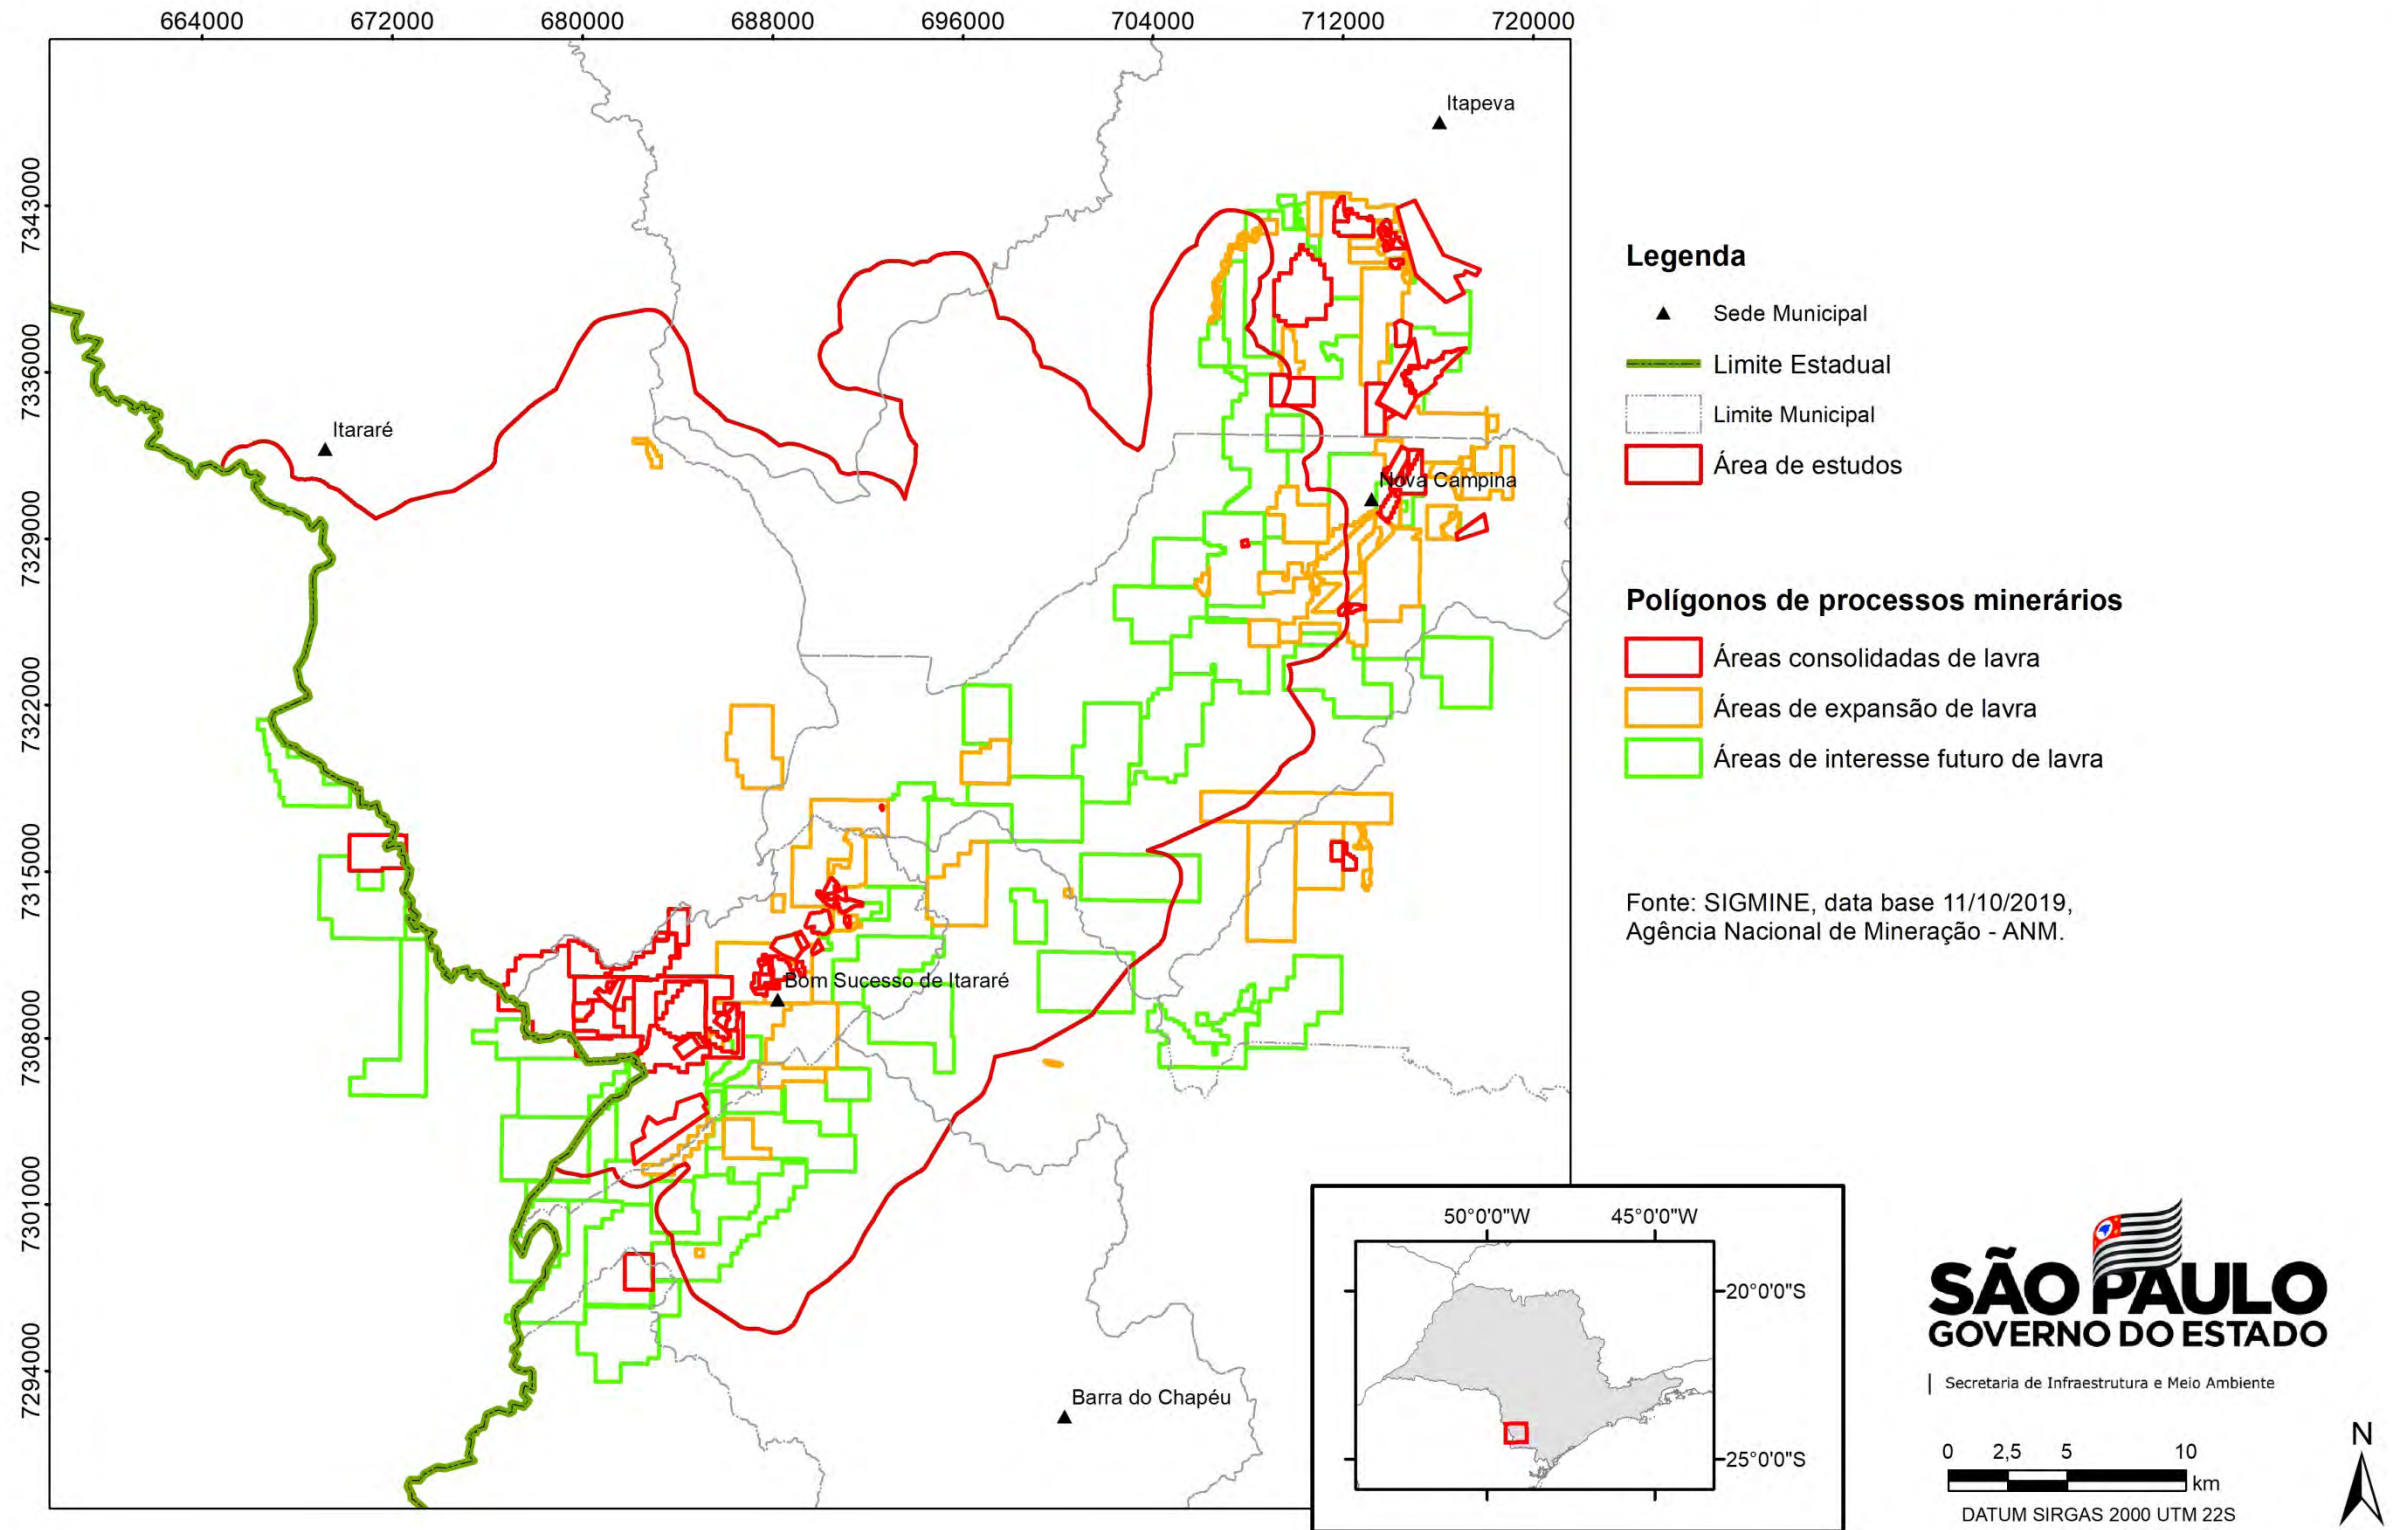 664000 672000 680000 688000 696000 704000 712000 720000
7343000
7336000
7329000
7322000
7315000
7308000
7301000
7294000
Itapeva
Itararé
Nova Campina
Bom Sucesso de Itararé
Barra do Chapéu
Legenda
Sede Municipal
Limite Estadual
Limite Municipal
Área de estudos
Polígonos de processos minerários
Áreas consolidadas de lavra
Áreas de expansão de lavra
Áreas de interesse futuro de lavra
Fonte: SIGMINE, data base 11/10/2019,
Agência Nacional de Mineração - ANM.
50°0'0"W 45°0'0"W
20°0'0"S
25°0'0"S
SÃO PAULO
GOVERNO DO ESTADO
Secretaria de Infraestrutura e Meio Ambiente
0 2,5 5 10
km
DATUM SIRGAS 2000 UTM 22S
N